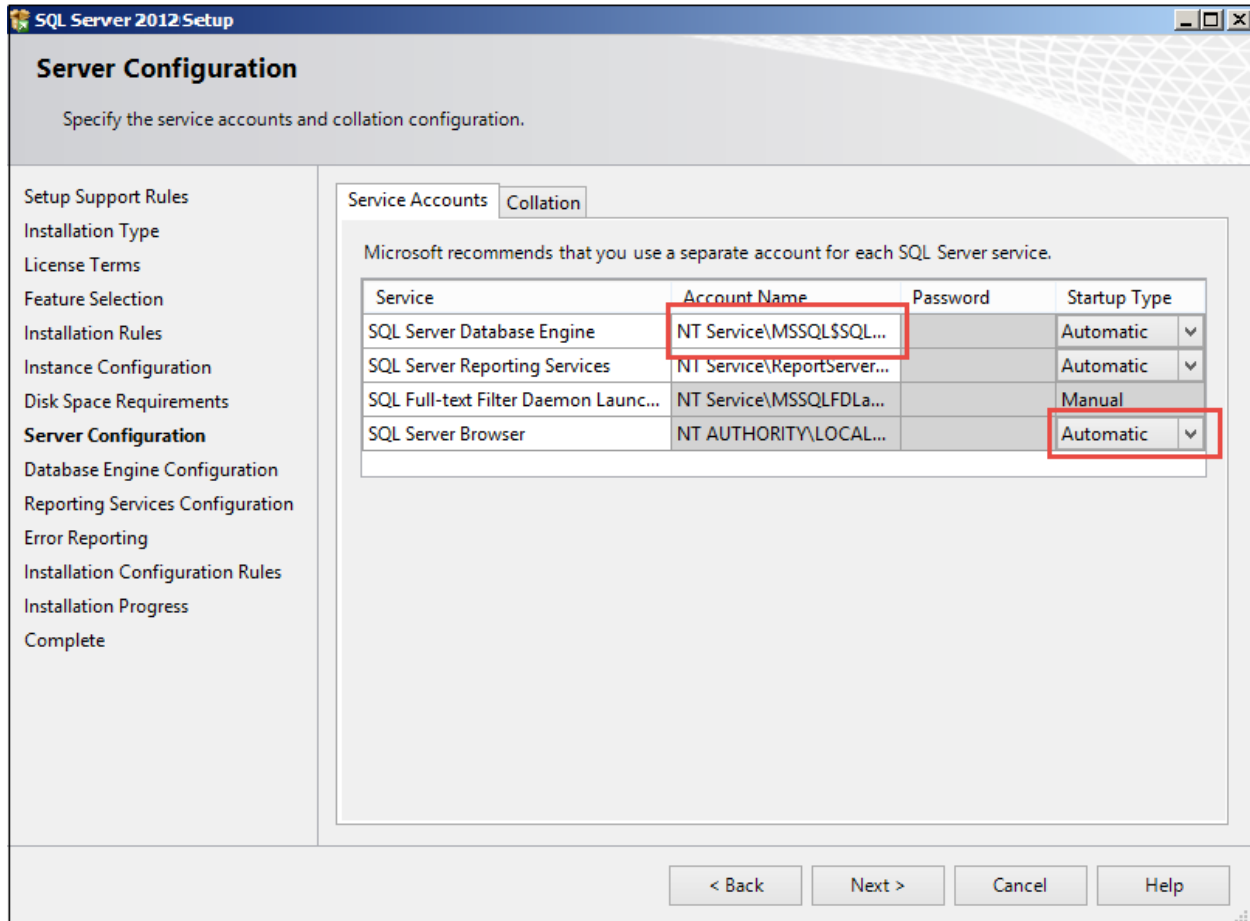 SQL Server 2012 Setup
Server Configuration
Specify the service accounts and collation configuration.
Setup Support Rules
Installation Type
License Terms
Feature Selection
Installation Rules
Instance Configuration
Disk Space Requirements
Server Configuration
Database Engine Configuration
Reporting Services Configuration
Error Reporting
Installation Configuration Rules
Installation Progress
Complete
Service Accounts Collation
Microsoft recommends that you use a separate account for each SQL Server service.
Service Account Name Password Startup Type
SQL Server Database Engine NT Service\MSSQL$SQL... Automatic
SQL Server Reporting Services NT Service\ReportServer... Automatic
SQL Full-text Filter Daemon Launc... NT Service\MSSQLFDLa... Manual
SQL Server Browser NT AUTHORITY\LOCAL... Automatic
< Back Next > Cancel Help